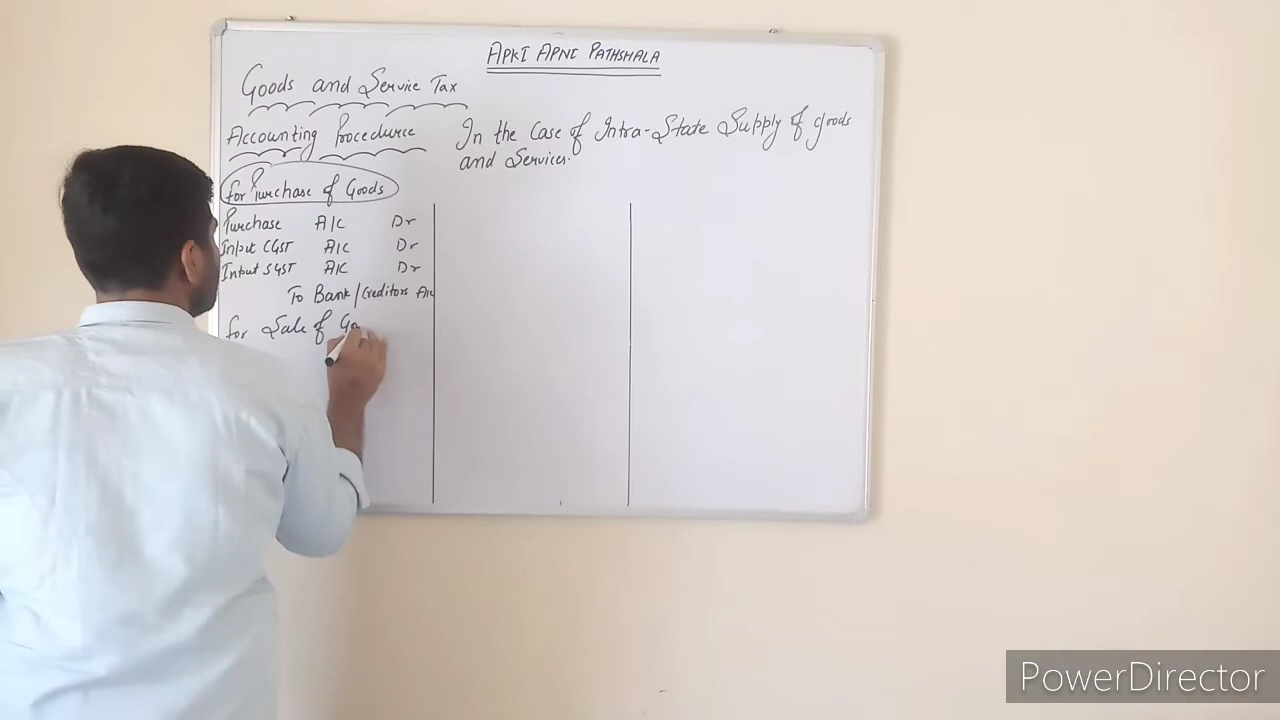 APKI APNI PATHSHALA
Goods and Service Tax
Accounting Procedure
In the Case of Intra-State Supply of goods
and Services.
for Purchase of Goods
Purchase A/C Dr
Input CGST A/C Dr
Input SGST A/C Dr
To Bank/Creditors A/c
for Sale of Go
PowerDirector